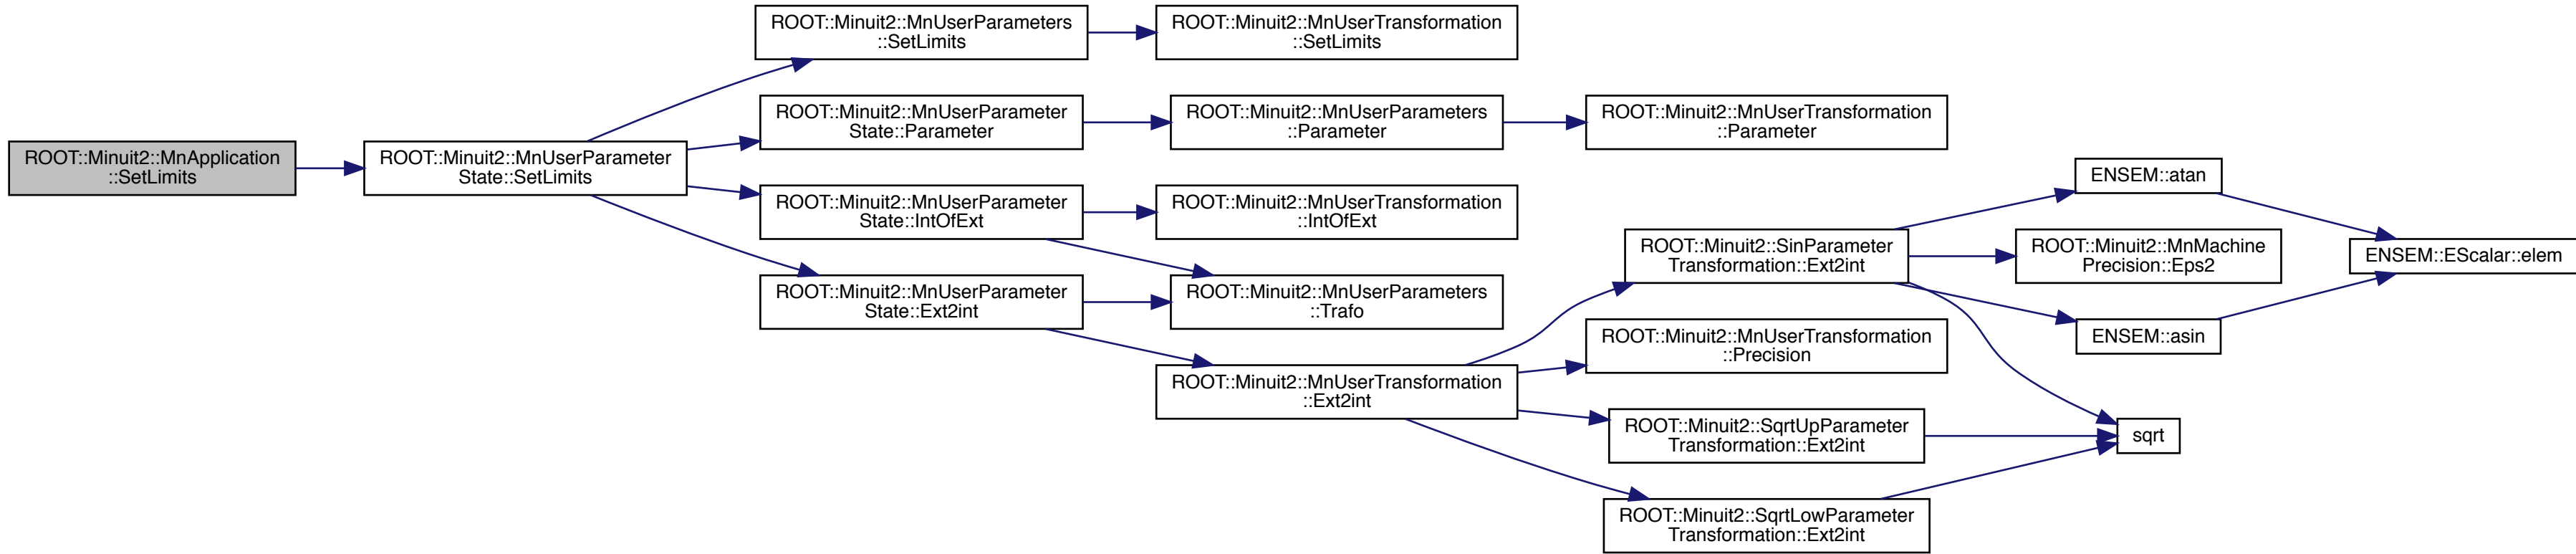 ROOT::Minuit2::MnApplication
::SetLimits
ROOT::Minuit2::MnUserParameter
State::SetLimits
ROOT::Minuit2::MnUserParameters
::SetLimits
ROOT::Minuit2::MnUserTransformation
::SetLimits
ROOT::Minuit2::MnUserParameter
State::Parameter
ROOT::Minuit2::MnUserParameters
::Parameter
ROOT::Minuit2::MnUserTransformation
::Parameter
ROOT::Minuit2::MnUserParameter
State::IntOfExt
ROOT::Minuit2::MnUserTransformation
::IntOfExt
ROOT::Minuit2::MnUserParameter
State::Ext2int
ROOT::Minuit2::MnUserParameters
::Trafo
ROOT::Minuit2::MnUserTransformation
::Ext2int
ROOT::Minuit2::SinParameter
Transformation::Ext2int
ROOT::Minuit2::MnUserTransformation
::Precision
ROOT::Minuit2::SqrtUpParameter
Transformation::Ext2int
ROOT::Minuit2::SqrtLowParameter
Transformation::Ext2int
ENSEM::atan
ROOT::Minuit2::MnMachine
Precision::Eps2
ENSEM::asin
sqrt
ENSEM::EScalar::elem